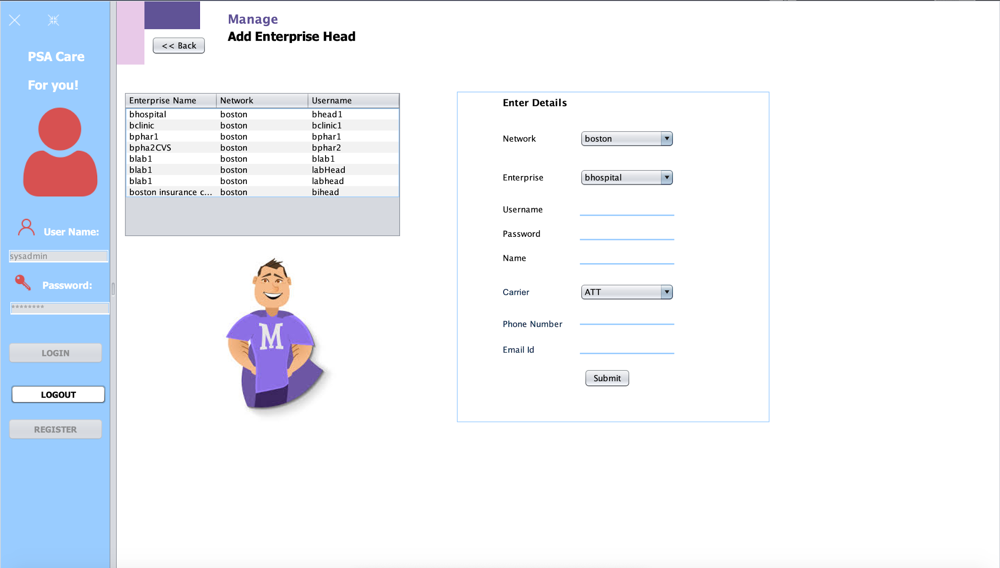 PSA Care
For you!
User Name:
sysadmin
Password:
********
LOGIN
LOGOUT
REGISTER
Manage
Add Enterprise Head
<< Back
Enterprise Name Network Username
bhospital boston bhead1
bclinic boston bclinic1
bphar1 boston bphar1
bpha2CVS boston bphar2
blab1 boston blab1
blab1 boston labHead
blab1 boston labhead
boston insurance c... boston bihead
M
Enter Details
Network boston
Enterprise bhospital
Username
Password
Name
Carrier ATT
Phone Number
Email Id
Submit